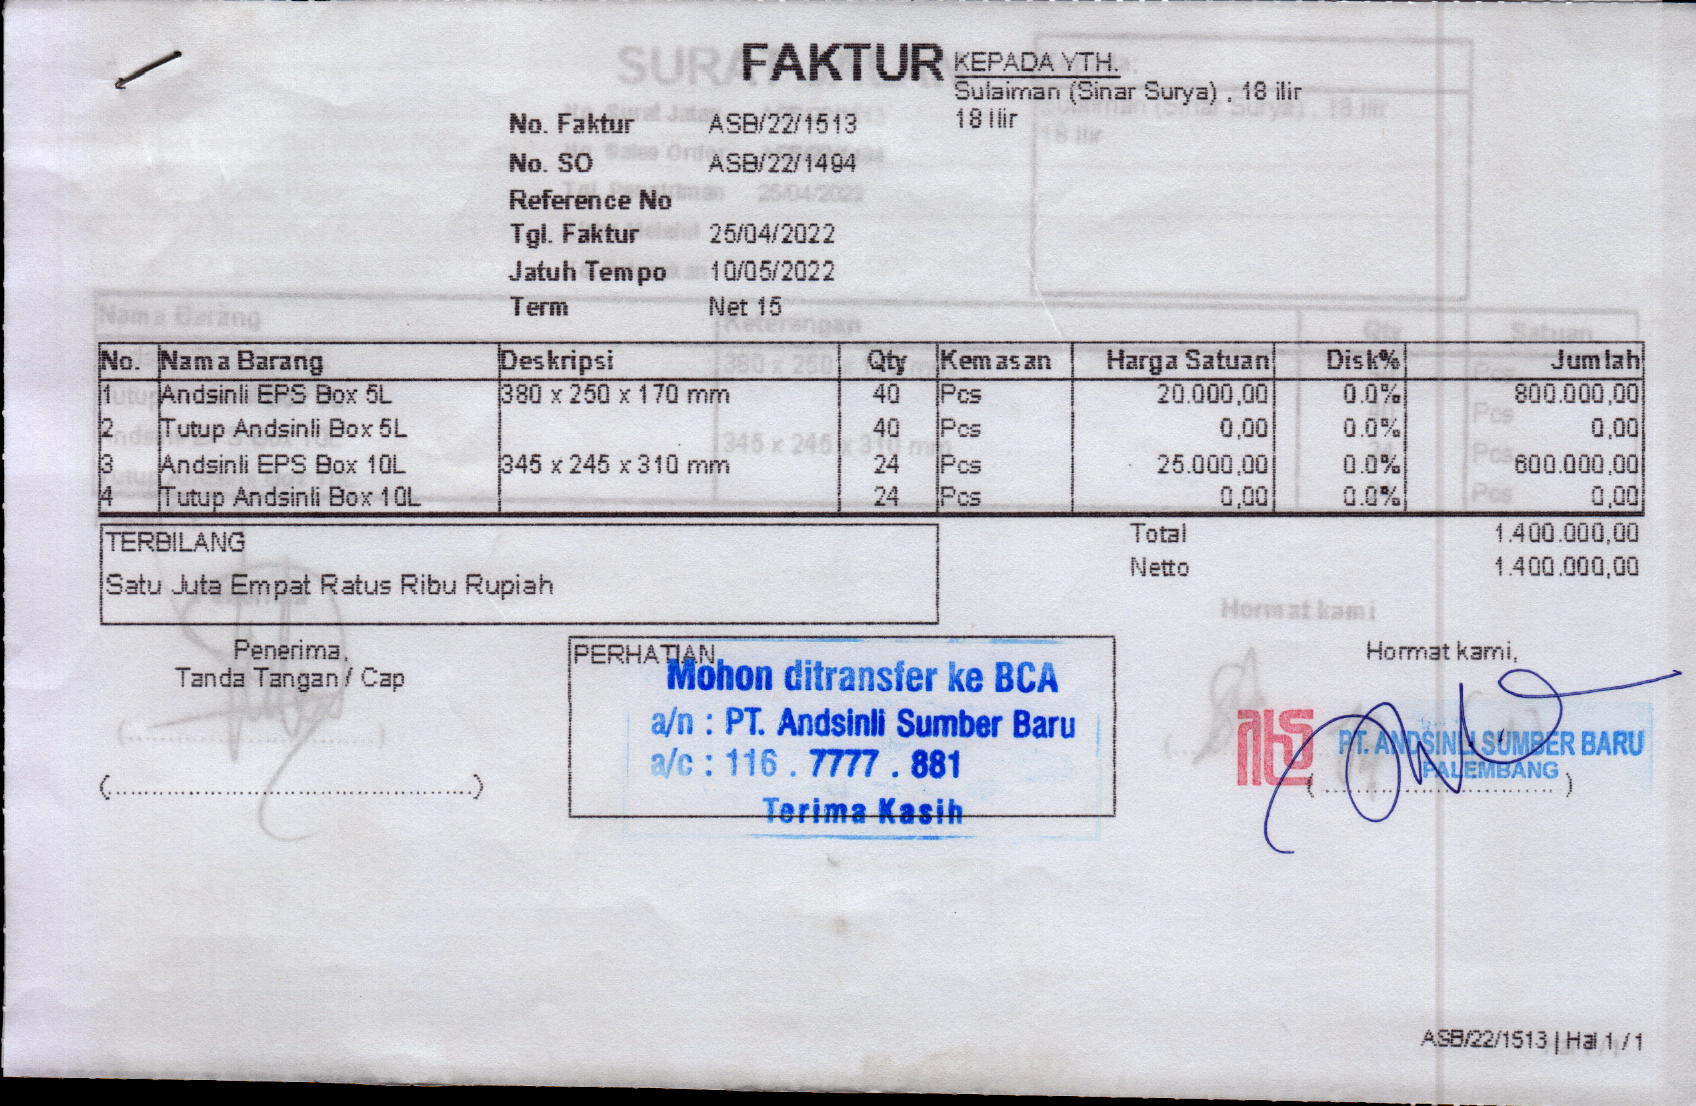 FAKTUR
KEPADA YTH.
Sulaiman (Sinar Surya) , 18 ilir
18 Ilir
No. Faktur ASB/22/1513
No. SO ASB/22/1494
Reference No
Tgl. Faktur 25/04/2022
Jatuh Tempo 10/05/2022
Term Net 15
No. Nama Barang Deskripsi Qty Kemasan Harga Satuan Disk% Jumlah
1 Andsinli EPS Box 5L 380 x 250 x 170 mm 40 Pcs 20.000,00 0.0% 800.000,00
2 Tutup Andsinli Box 5L 40 Pcs 0,00 0.0% 0,00
3 Andsinli EPS Box 10L 345 x 245 x 310 mm 24 Pcs 25.000,00 0.0% 600.000,00
4 Tutup Andsinli Box 10L 24 Pcs 0,00 0.0% 0,00
Total 1.400.000,00
Netto 1.400.000,00
TERBILANG
Satu Juta Empat Ratus Ribu Rupiah
Penerima,
Tanda Tangan / Cap
(................................................)
PERHATIAN
Mohon ditransfer ke BCA
a/n : PT. Andsinli Sumber Baru
a/c : 116 . 7777 . 881
Terima Kasih
Hormat kami,
PT. ANDSINLI SUMBER BARU
PALEMBANG
( .............................. )
ASB/22/1513 | Hal 1 / 1